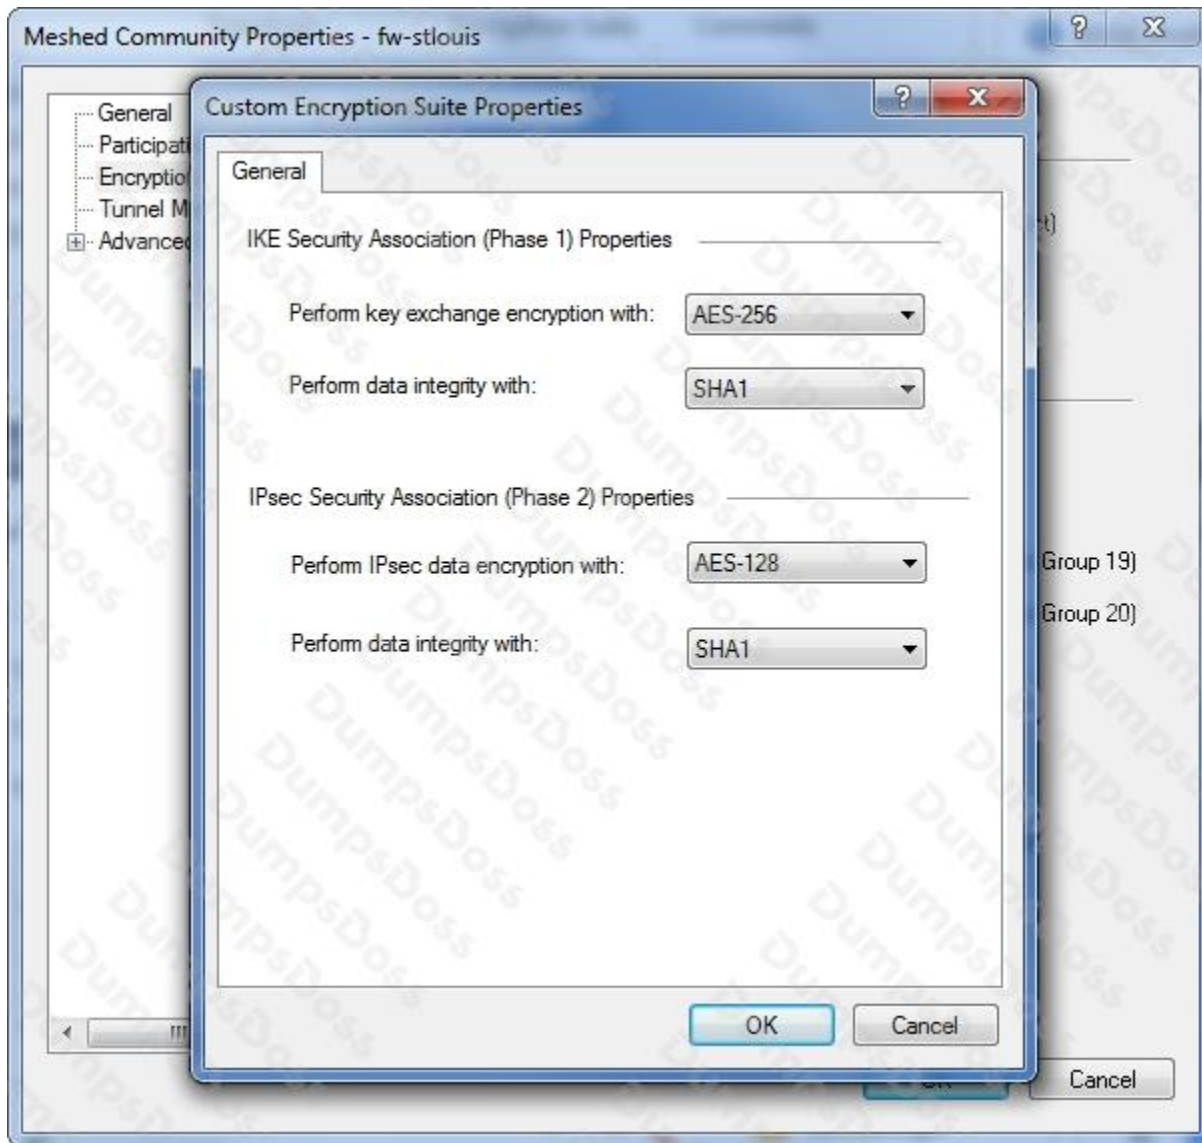 Meshed Community Properties - fw-stlouis
Custom Encryption Suite Properties
General
Participati
Encryptio
Tunnel M
Advanced
General
IKE Security Association (Phase 1) Properties
Perform key exchange encryption with: AES-256
Perform data integrity with: SHA1
IPsec Security Association (Phase 2) Properties
Perform IPsec data encryption with: AES-128
Group 19)
Group 20)
Perform data integrity with: SHA1
OK Cancel
Cancel
DumpsDoss